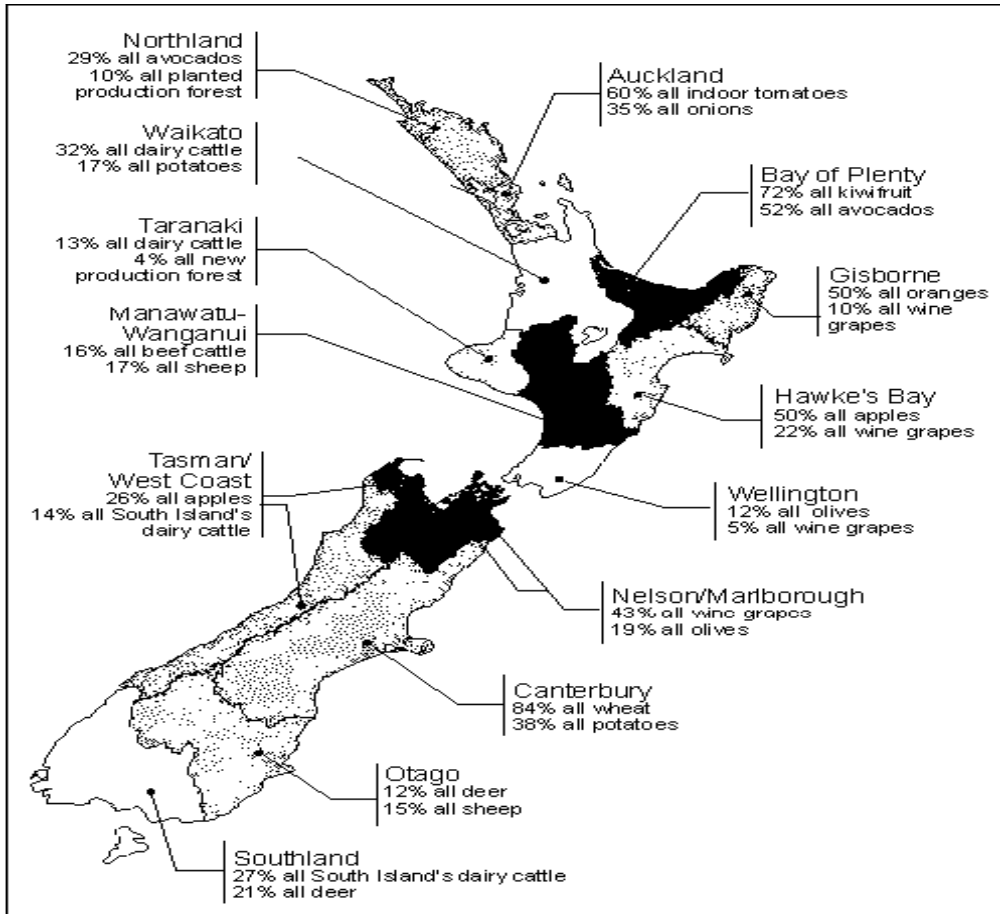 Northland
29% all avocados
10% all planted
production forest
Auckland
60% all indoor tomatoes
35% all onions
Waikato
32% all dairy cattle
17% all potatoes
Bay of Plenty
72% all kiwifruit
52% all avocados
Taranaki
13% all dairy cattle
4% all new
production forest
Gisborne
50% all oranges
10% all wine
grapes
Manawatu-
Wanganui
16% all beef cattle
17% all sheep
Hawke's Bay
50% all apples
22% all wine grapes
Tasman/
West Coast
26% all apples
14% all South Island's
dairy cattle
Wellington
12% all olives
5% all wine grapes
Nelson/Marlborough
43% all wine grapes
19% all olives
Canterbury
84% all wheat
38% all potatoes
Otago
12% all deer
15% all sheep
Southland
27% all South Island's dairy cattle
21% all deer